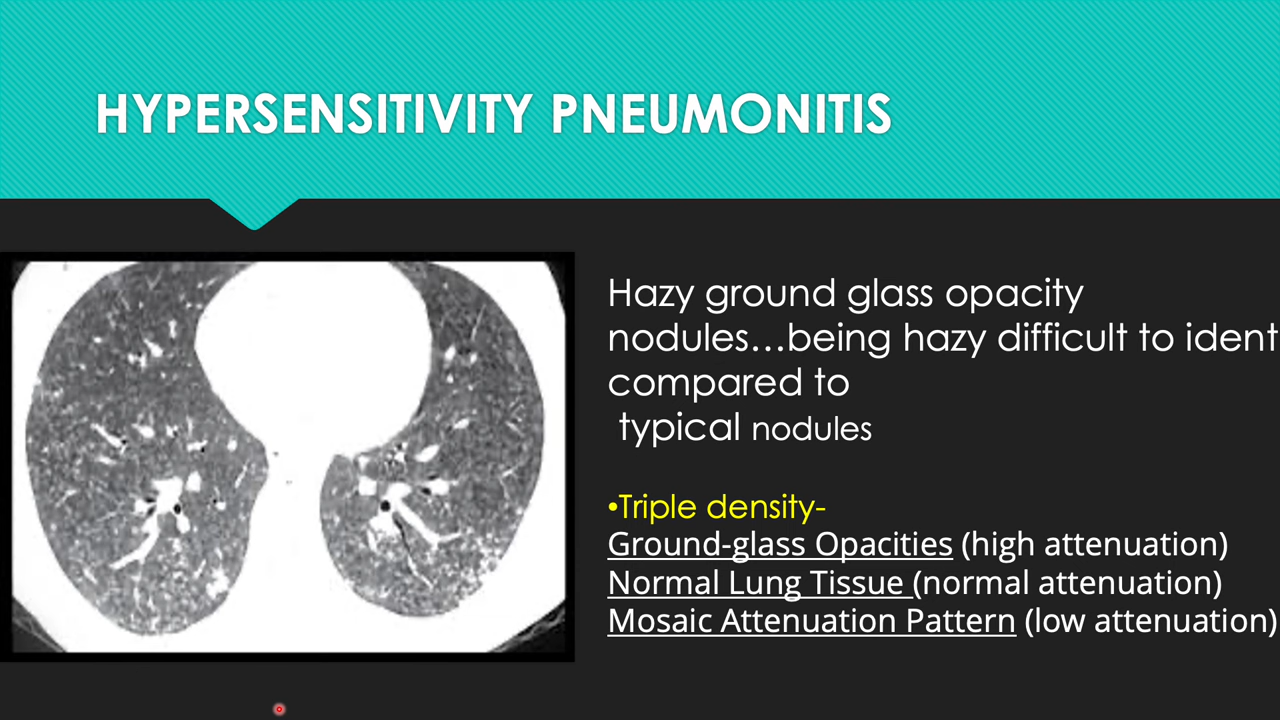 HYPERSENSITIVITY PNEUMONITIS
Hazy ground glass opacity
nodules...being hazy difficult to ident
compared to
typical nodules
•Triple density-
Ground-glass Opacities (high attenuation)
Normal Lung Tissue (normal attenuation)
Mosaic Attenuation Pattern (low attenuation)